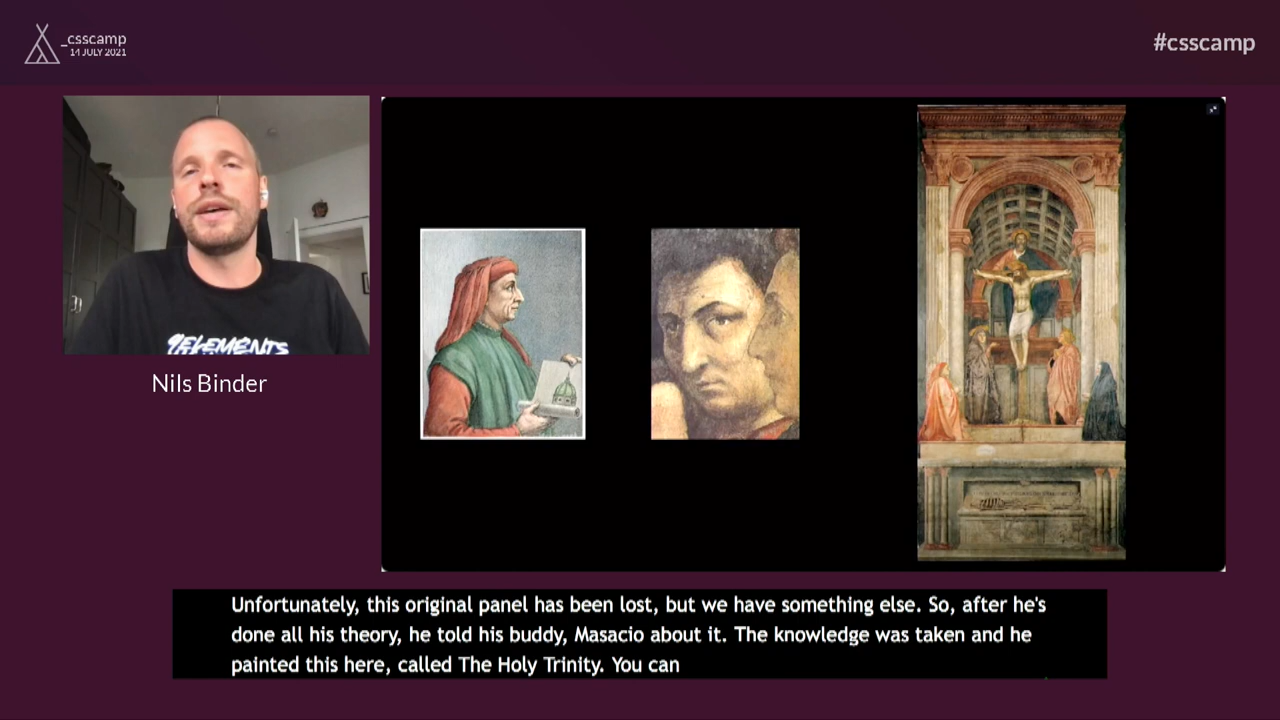 _csscamp
14 JULY 2021
#csscamp
9ELEMENTS
Nils Binder
Unfortunately, this original panel has been lost, but we have something else. So, after he's
done all his theory, he told his buddy, Masacio about it. The knowledge was taken and he
painted this here, called The Holy Trinity. You can